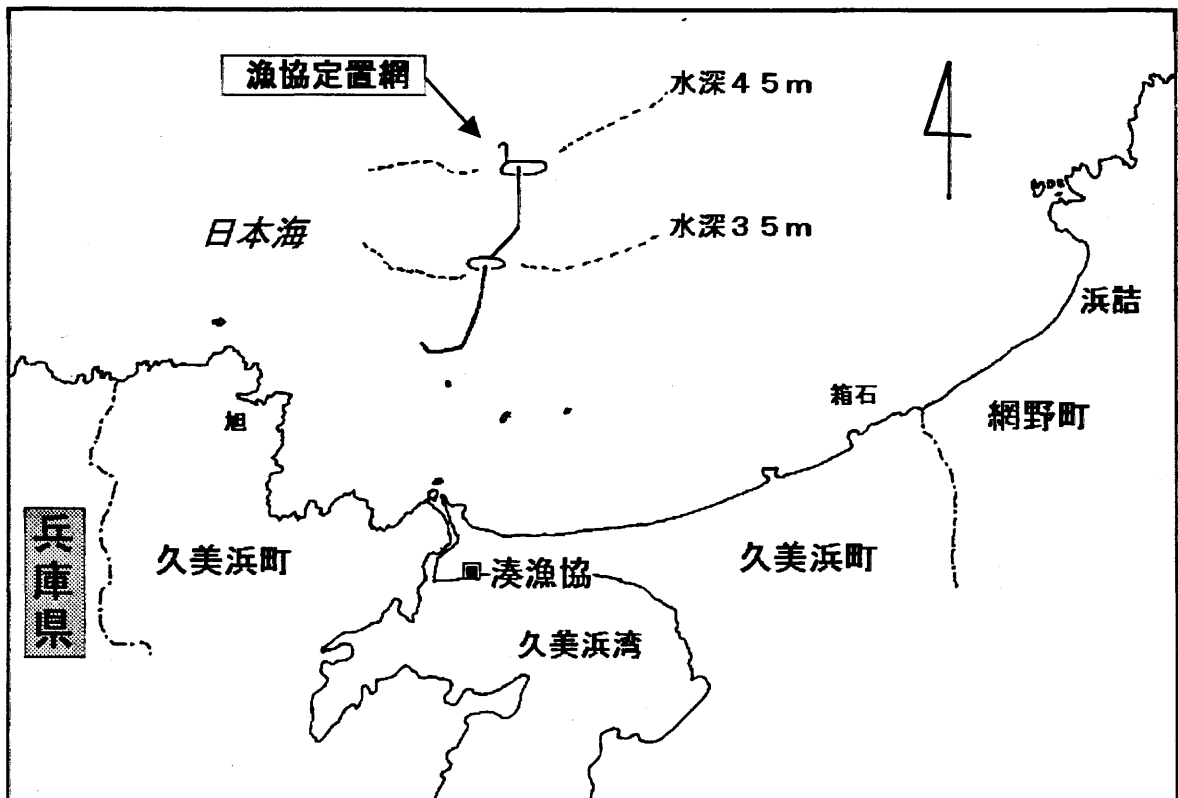 漁協定置網
水深45m
日本海
水深35m
浜詰
箱石
旭
網野町
兵庫県
久美浜町
久美浜町
湊漁協
久美浜湾